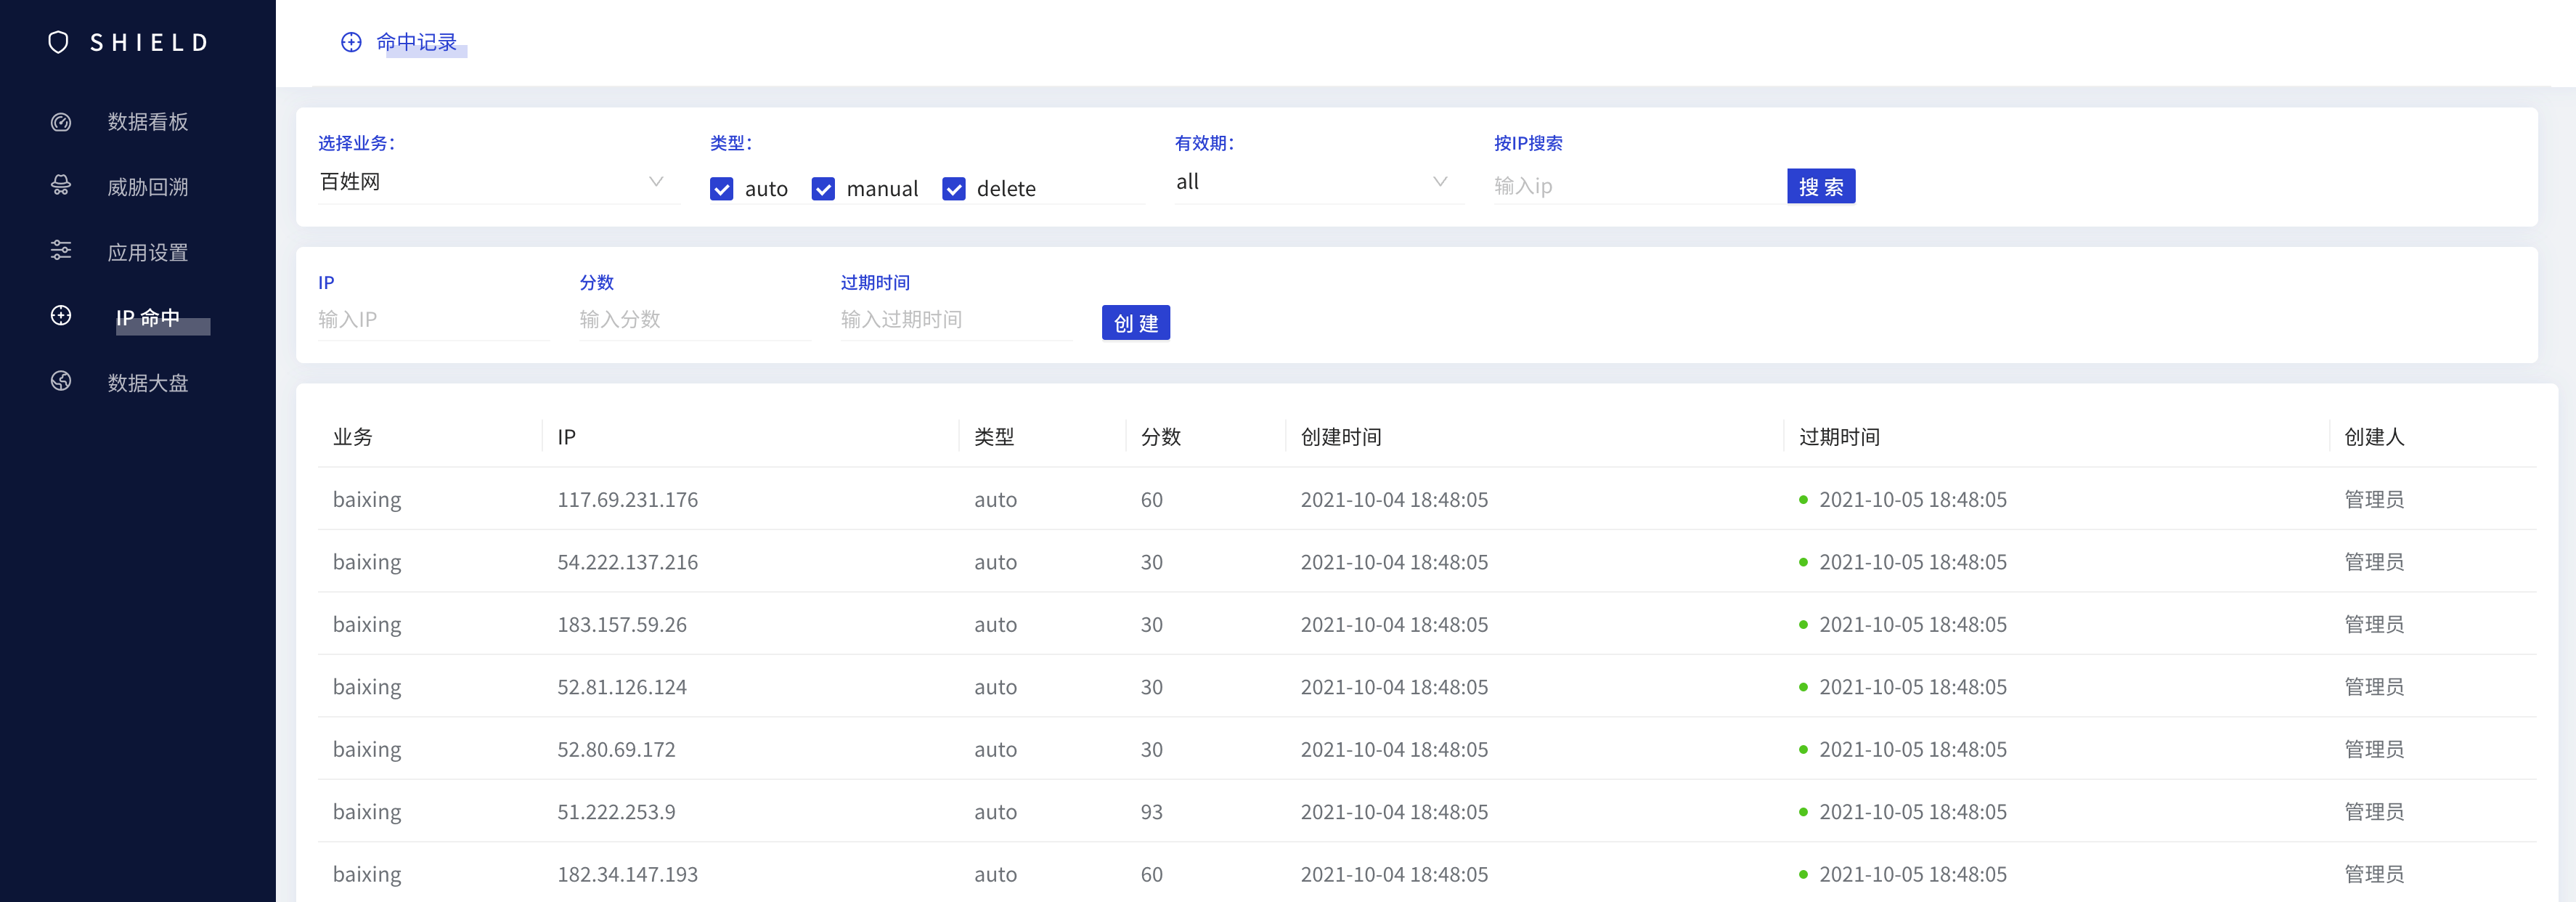 SHIELD
数据看板
威胁回溯
应用设置
IP 命中
数据大盘
命中记录
选择业务： 类型： 有效期： 按IP搜索
百姓网 auto manual delete all 输入ip 搜 索
IP 分数 过期时间
输入IP 输入分数 输入过期时间 创 建
业务 IP 类型 分数 创建时间 过期时间 创建人
baixing 117.69.231.176 auto 60 2021-10-04 18:48:05 2021-10-05 18:48:05 管理员
baixing 54.222.137.216 auto 30 2021-10-04 18:48:05 2021-10-05 18:48:05 管理员
baixing 183.157.59.26 auto 30 2021-10-04 18:48:05 2021-10-05 18:48:05 管理员
baixing 52.81.126.124 auto 30 2021-10-04 18:48:05 2021-10-05 18:48:05 管理员
baixing 52.80.69.172 auto 30 2021-10-04 18:48:05 2021-10-05 18:48:05 管理员
baixing 51.222.253.9 auto 93 2021-10-04 18:48:05 2021-10-05 18:48:05 管理员
baixing 182.34.147.193 auto 60 2021-10-04 18:48:05 2021-10-05 18:48:05 管理员